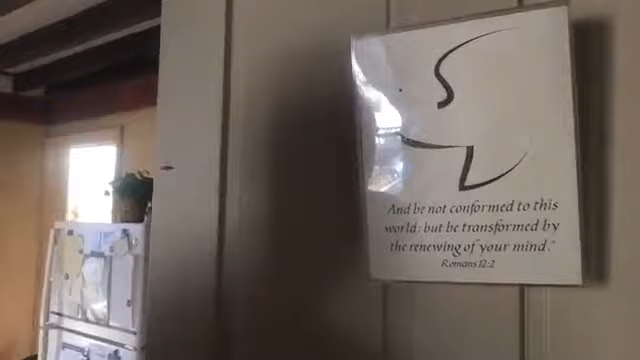 And be not conformed to this
world: but be transformed by
the renewing of your mind."
Romans 12:2